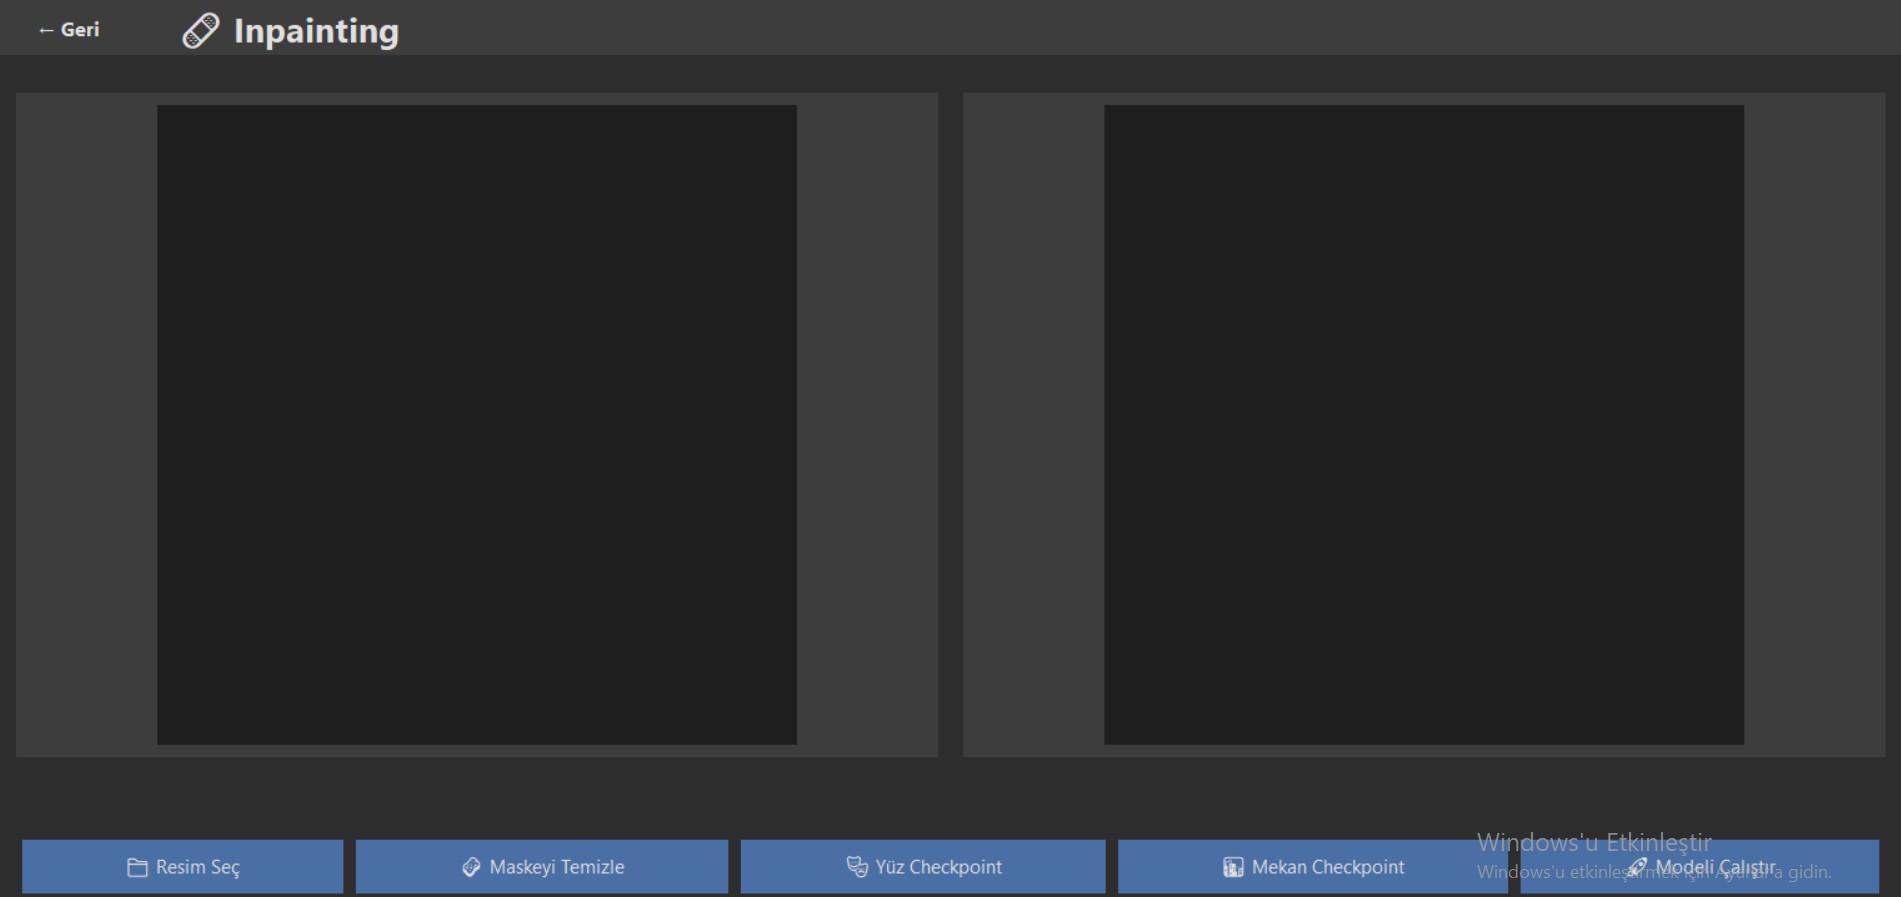 ← Geri
Inpainting
Resim Seç
Maskeyi Temizle
Yüz Checkpoint
Mekan Checkpoint
Modeli Çalıştır
Windows'u Etkinleştir
Windows'u etkinleştirmek için Ayarlar'a gidin.